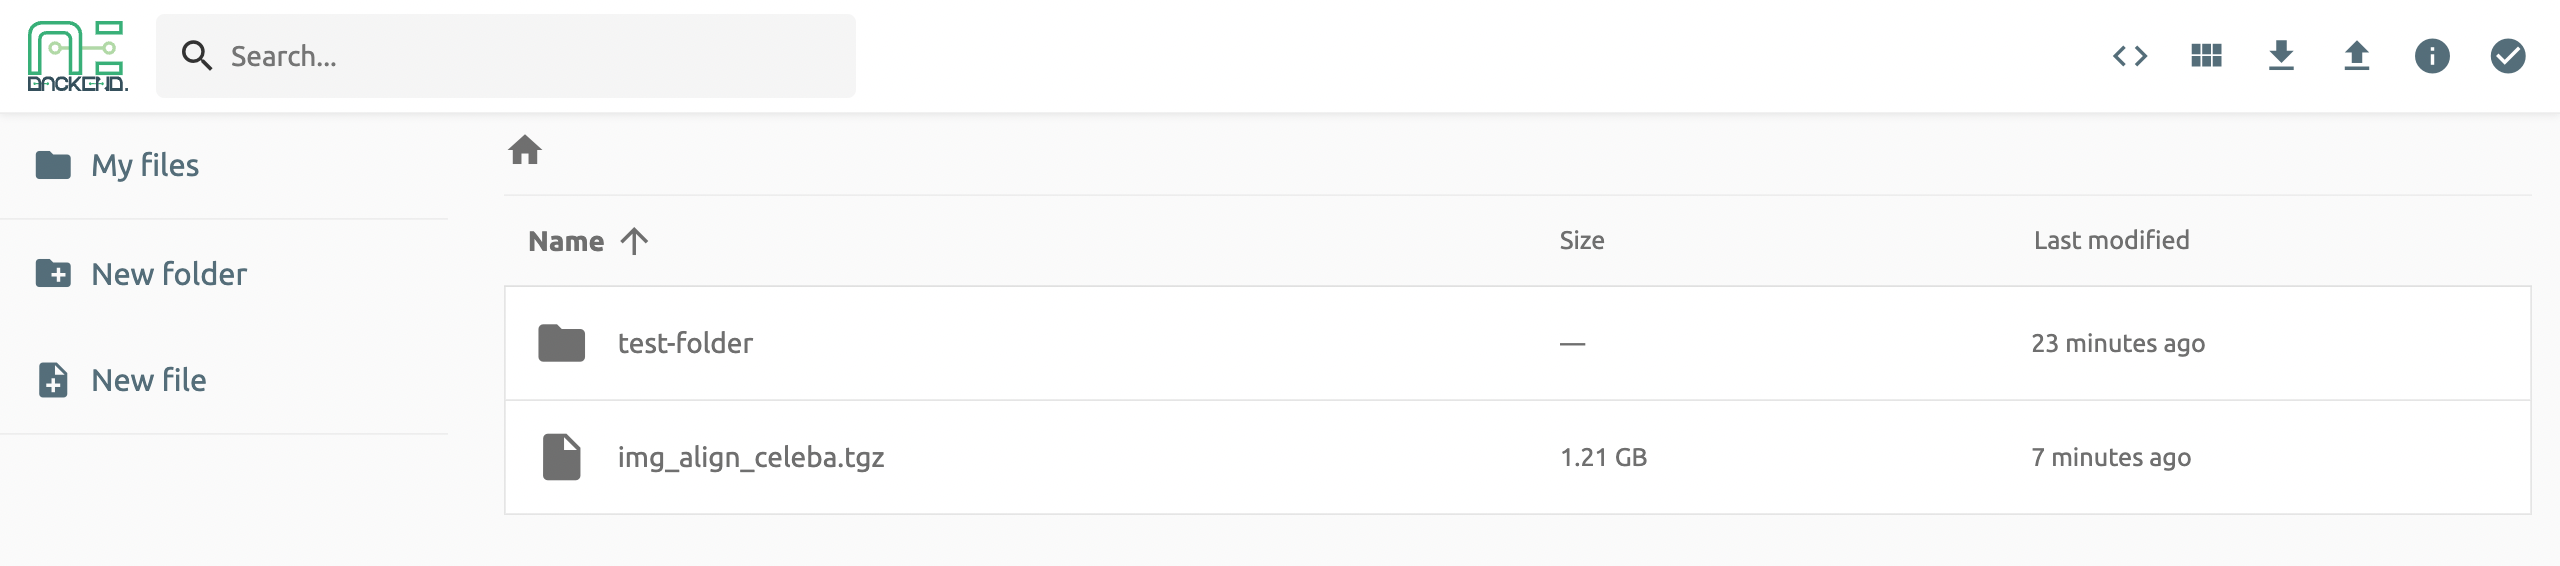 BACKEND.
Search...
My files
New folder
New file
Name Size Last modified
test-folder — 23 minutes ago
img_align_celeba.tgz 1.21 GB 7 minutes ago